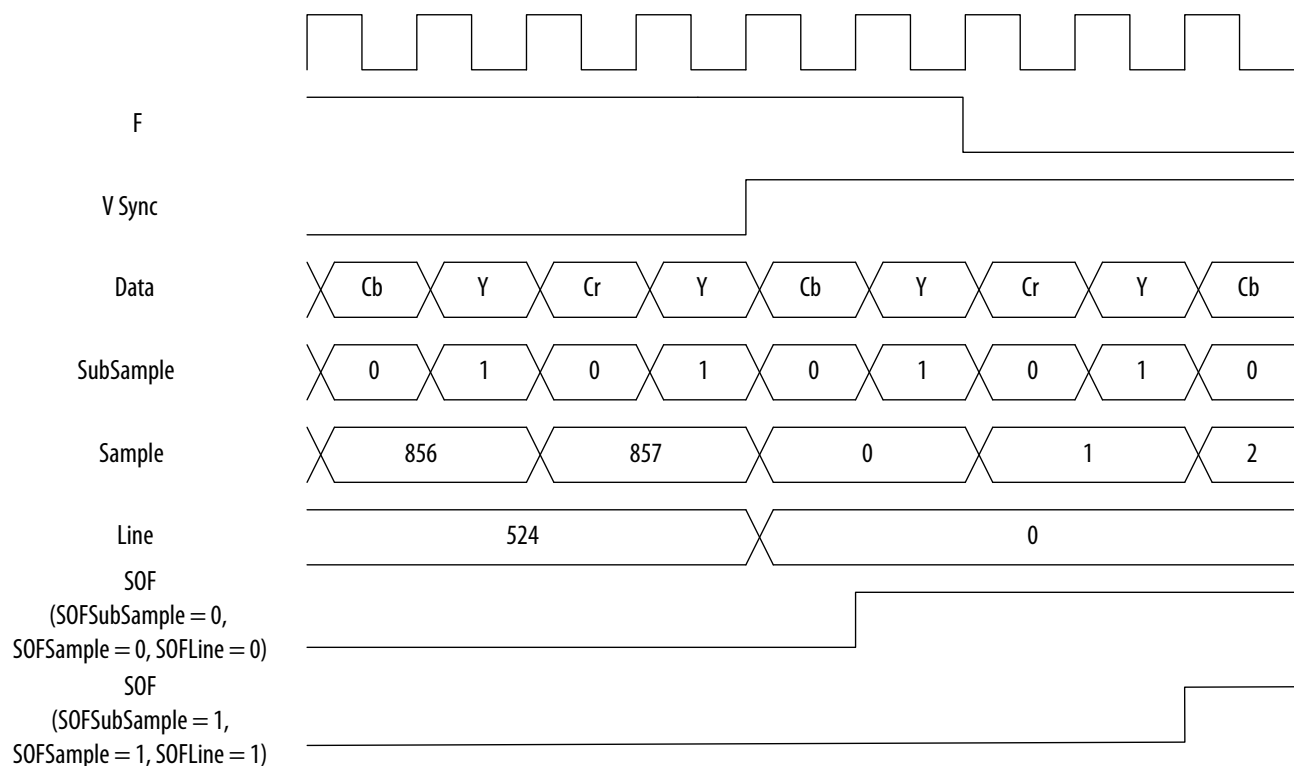 F
V Sync
Data Cb Y Cr Y Cb Y Cr Y Cb
SubSample 0 1 0 1 0 1 0 1 0
Sample 856 857 0 1 2
Line 524 0
SOF
(SOFSubSample = 0,
SOFSample = 0, SOFLine = 0)
SOF
(SOFSubSample = 1,
SOFSample = 1, SOFLine = 1)